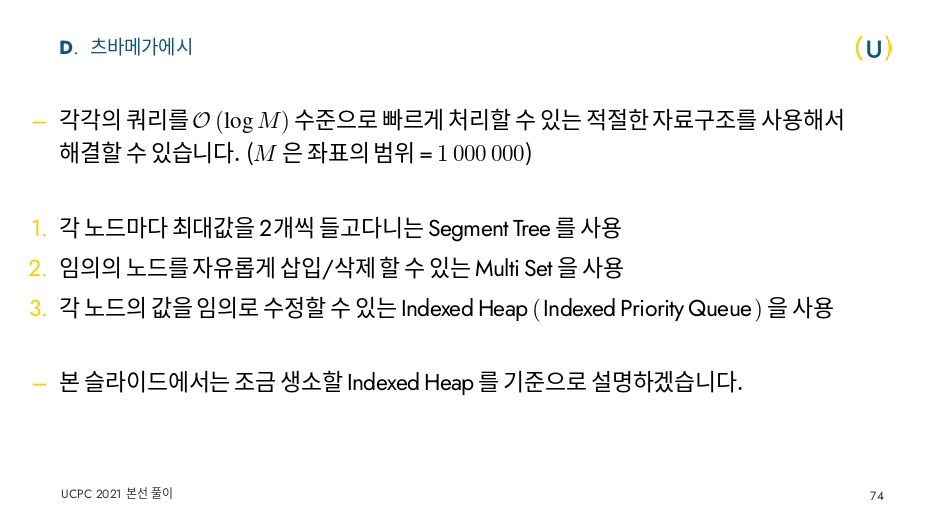 D. 츠바메가에시
(U)
– 각각의 쿼리를 O (log M) 수준으로 빠르게 처리할 수 있는 적절한 자료구조를 사용해서
해결할 수 있습니다. (M 은 좌표의 범위 = 1 000 000)
1. 각 노드마다 최대값을 2개씩 들고다니는 Segment Tree 를 사용
2. 임의의 노드를 자유롭게 삽입/삭제 할 수 있는 Multi Set 을 사용
3. 각 노드의 값을 임의로 수정할 수 있는 Indexed Heap ( Indexed Priority Queue ) 을 사용
– 본 슬라이드에서는 조금 생소할 Indexed Heap 를 기준으로 설명하겠습니다.
UCPC 2021 본선 풀이
74